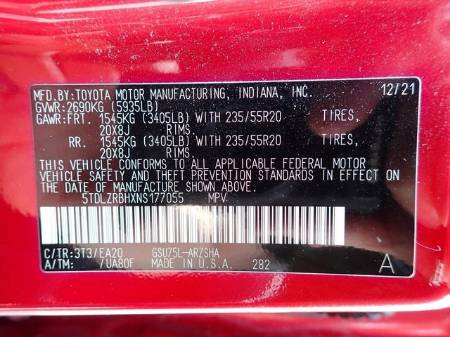 MFD.BY:TOYOTA MOTOR MANUFACTURING, INDIANA, INC. 12/21
GVWR:2690KG (5935LB)
GAWR:FRT. 1545KG (3405LB) WITH 235/55R20 TIRES,
20X8J RIMS.
RR. 1545KG (3405LB) WITH 235/55R20 TIRES,
20X8J RIMS.
THIS VEHICLE CONFORMS TO ALL APPLICABLE FEDERAL MOTOR
VEHICLE SAFETY AND THEFT PREVENTION STANDARDS IN EFFECT
ON THE DATE OF MANUFACTURE SHOWN ABOVE.
5TDLZRBHXNS177055 MPV.
C/TR:3T3/EA20 GSU75L-ARZSHA
A/TM: /UA80F MADE IN U.S.A. 282 A